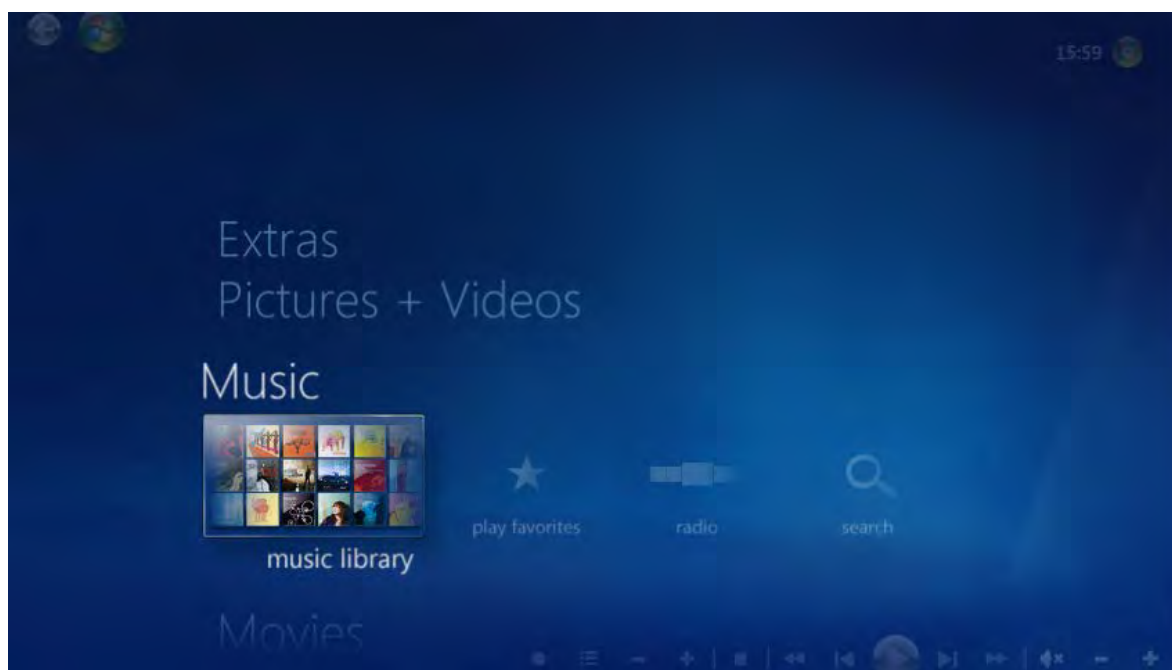 15:59
Extras
Pictures + Videos
Music
play favorites
radio
search
music library
Movies